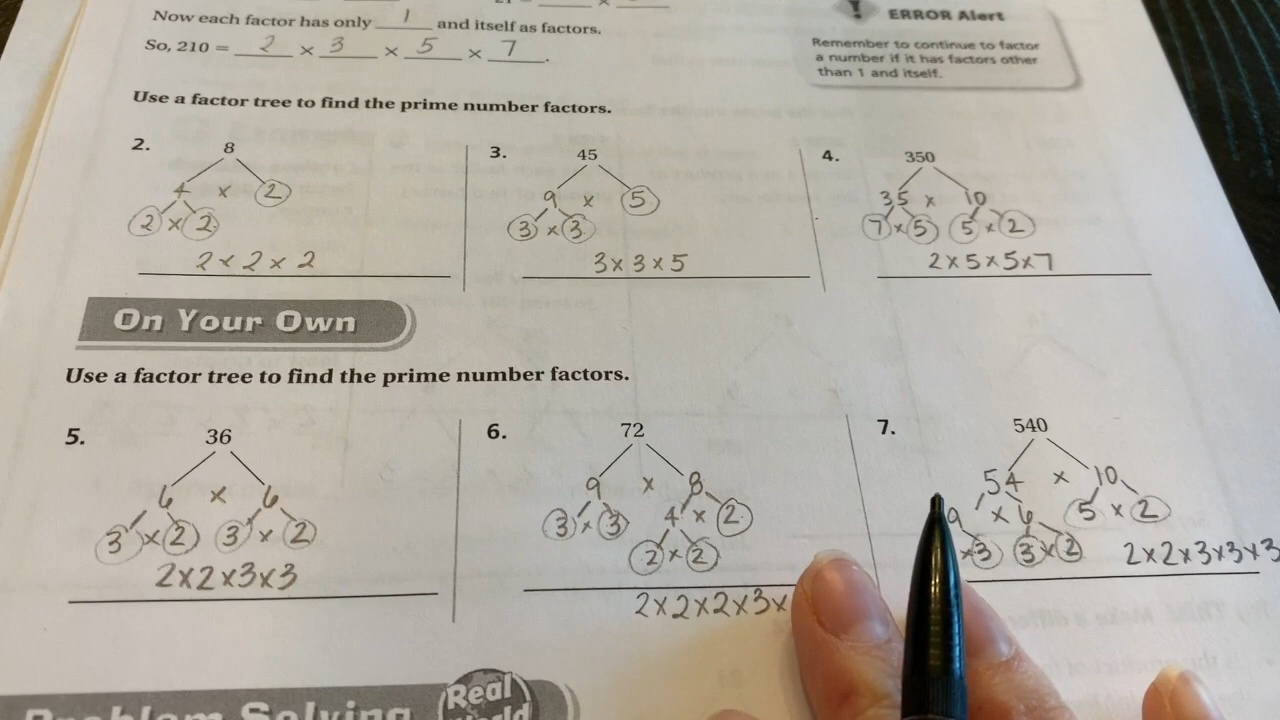 Now each factor has only 1 and itself as factors.
So, 210 = 2 × 3 × 5 × 7.
ERROR Alert
Remember to continue to factor
a number if it has factors other
than 1 and itself.
Use a factor tree to find the prime number factors.
2. 8
4 x 2
2 x 2
2 x 2 x 2
3. 45
9 x 5
3 x 3
3 x 3 x 5
4. 350
35 x 10
7 x 5 5 x 2
2 x 5 x 5 x 7
On Your Own
Use a factor tree to find the prime number factors.
5. 36
6 x 6
3 x 2 3 x 2
2 x 2 x 3 x 3
6. 72
9 x 8
3 x 3 4 x 2
2 x 2
2 x 2 x 2 x 3 x
7. 540
54 x 10
9 x 6 5 x 2
x 3 3 x 2
2 x 2 x 3 x 3 x 3
Problem Solving
Real
World